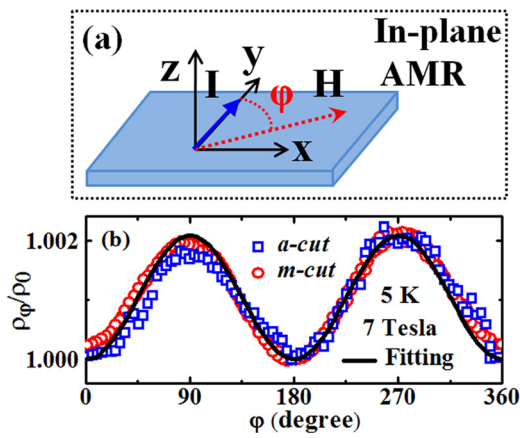 (a)
In-plane
AMR
z
y
I
φ
H
x
(b)
a-cut
m-cut
5 K
7 Tesla
Fitting
1.002
1.000
ρφ/ρ0
0 90 180 270 360
φ (degree)